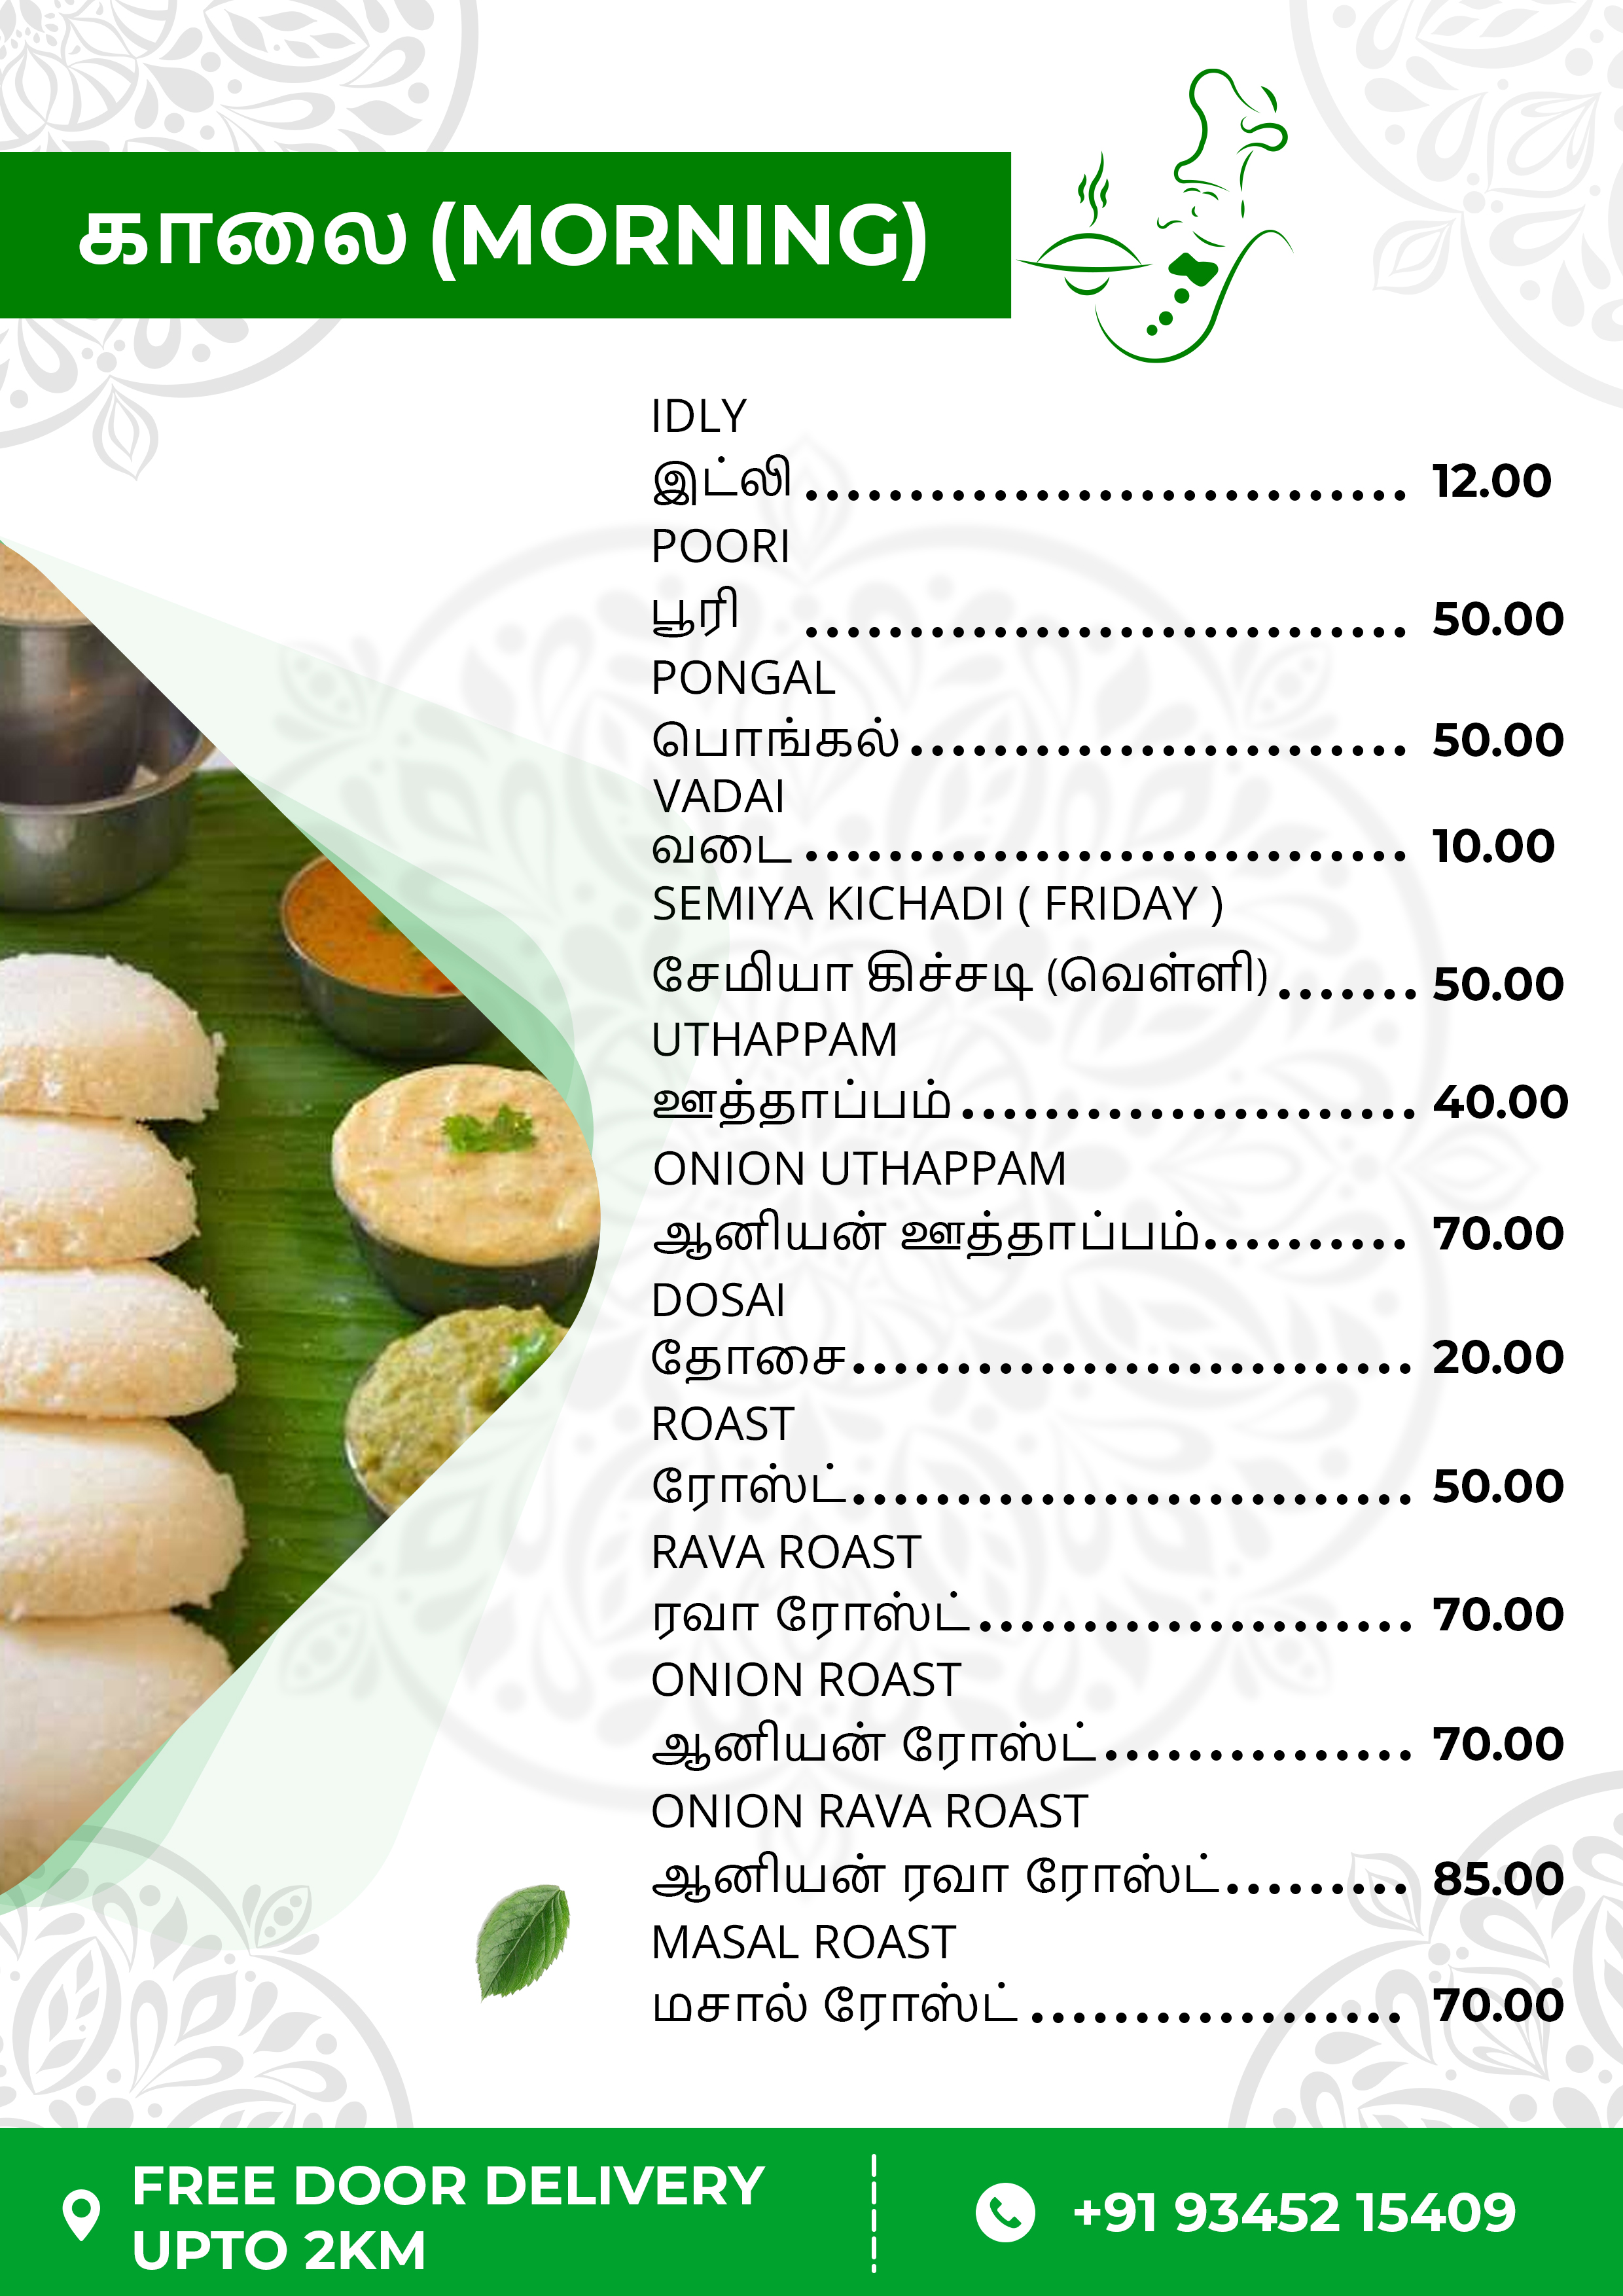 காலை (MORNING)
IDLY
இட்லி ............................. 12.00
POORI
பூரி ............................. 50.00
PONGAL
பொங்கல் ........................ 50.00
VADAI
வடை ............................. 10.00
SEMIYA KICHADI ( FRIDAY )
சேமியா கிச்சடி (வெள்ளி) ....... 50.00
UTHAPPAM
ஊத்தாப்பம் ...................... 40.00
ONION UTHAPPAM
ஆனியன் ஊத்தாப்பம் .......... 70.00
DOSAI
தோசை ........................... 20.00
ROAST
ரோஸ்ட் ........................... 50.00
RAVA ROAST
ரவா ரோஸ்ட் ..................... 70.00
ONION ROAST
ஆனியன் ரோஸ்ட் ............... 70.00
ONION RAVA ROAST
ஆனியன் ரவா ரோஸ்ட் ......... 85.00
MASAL ROAST
மசால் ரோஸ்ட் .................. 70.00
FREE DOOR DELIVERY
UPTO 2KM
+91 93452 15409